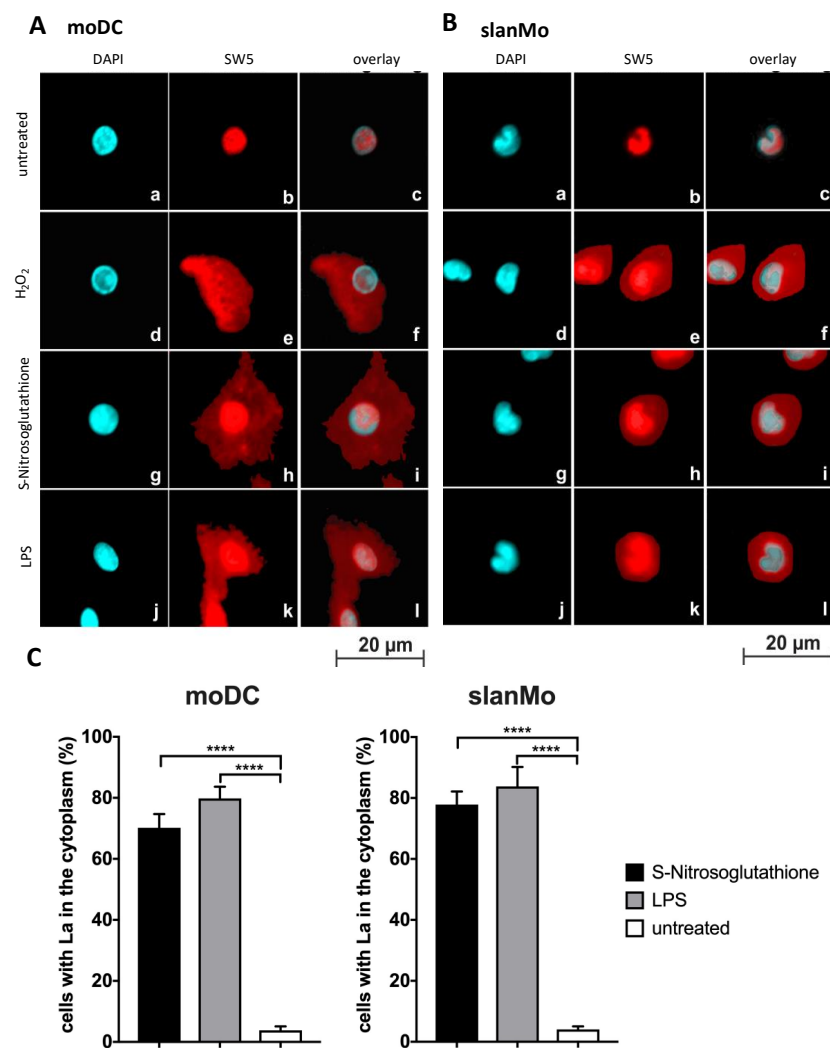 A moDC
B slanMo
DAPI SW5 overlay
DAPI SW5 overlay
untreated
a b c
a b c
H₂O₂
d e f
d e f
S-Nitrosoglutathione
g h i
g h i
LPS
j k l
j k l
20 µm
20 µm
C
moDC
slanMo
cells with La in the cytoplasm (%)
100
80
60
40
20
0
****
****
cells with La in the cytoplasm (%)
100
80
60
40
20
0
****
****
S-Nitrosoglutathione
LPS
untreated